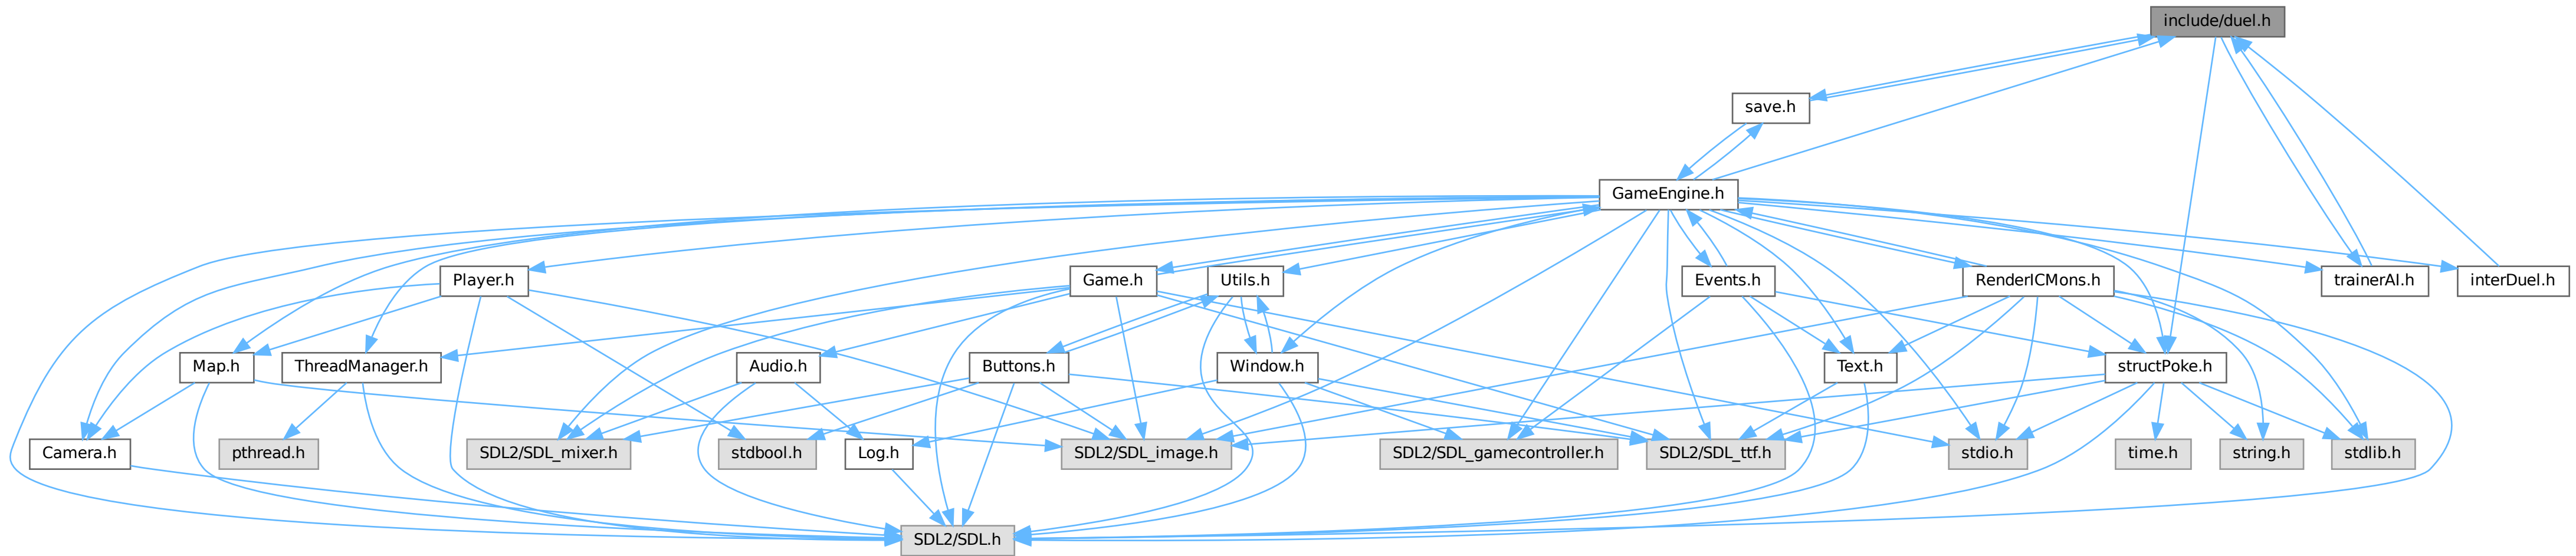 include/duel.h
save.h
GameEngine.h
Player.h
Game.h
Utils.h
Events.h
RenderICMons.h
trainerAI.h
interDuel.h
Map.h
ThreadManager.h
Audio.h
Buttons.h
Window.h
Text.h
structPoke.h
Camera.h
pthread.h
SDL2/SDL_mixer.h
stdbool.h
Log.h
SDL2/SDL_image.h
SDL2/SDL_gamecontroller.h
SDL2/SDL_ttf.h
stdio.h
time.h
string.h
stdlib.h
SDL2/SDL.h